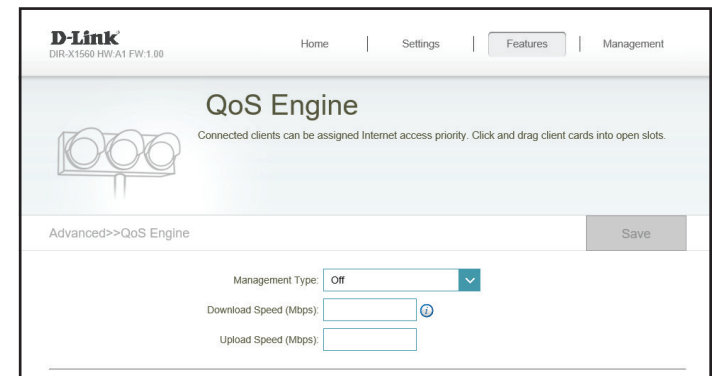 D-Link
DIR-X1560 HW:A1 FW:1.00
Home | Settings | Features | Management
QoS Engine
Connected clients can be assigned Internet access priority. Click and drag client cards into open slots.
Advanced>>QoS Engine
Save
Management Type: Off
Download Speed (Mbps): i
Upload Speed (Mbps):